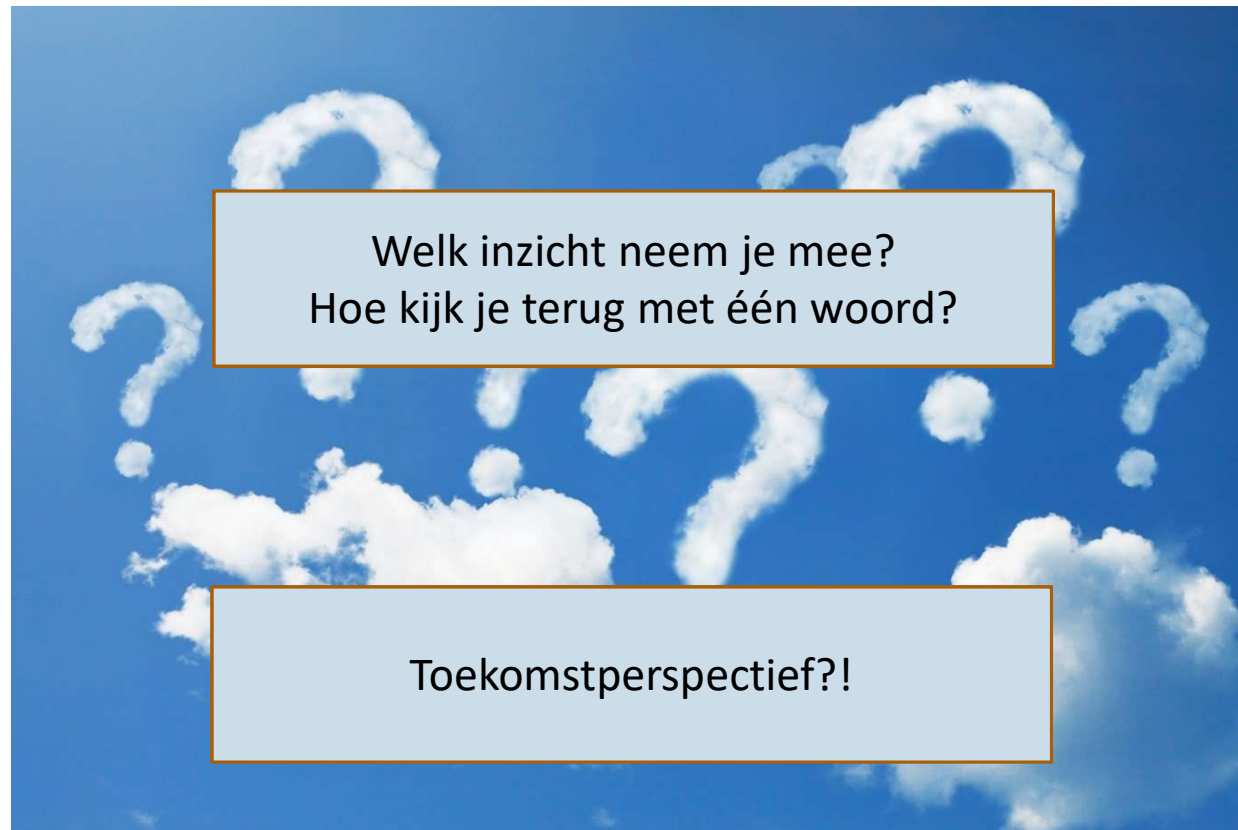 Welk inzicht neem je mee?
Hoe kijk je terug met één woord?
Toekomstperspectief?!